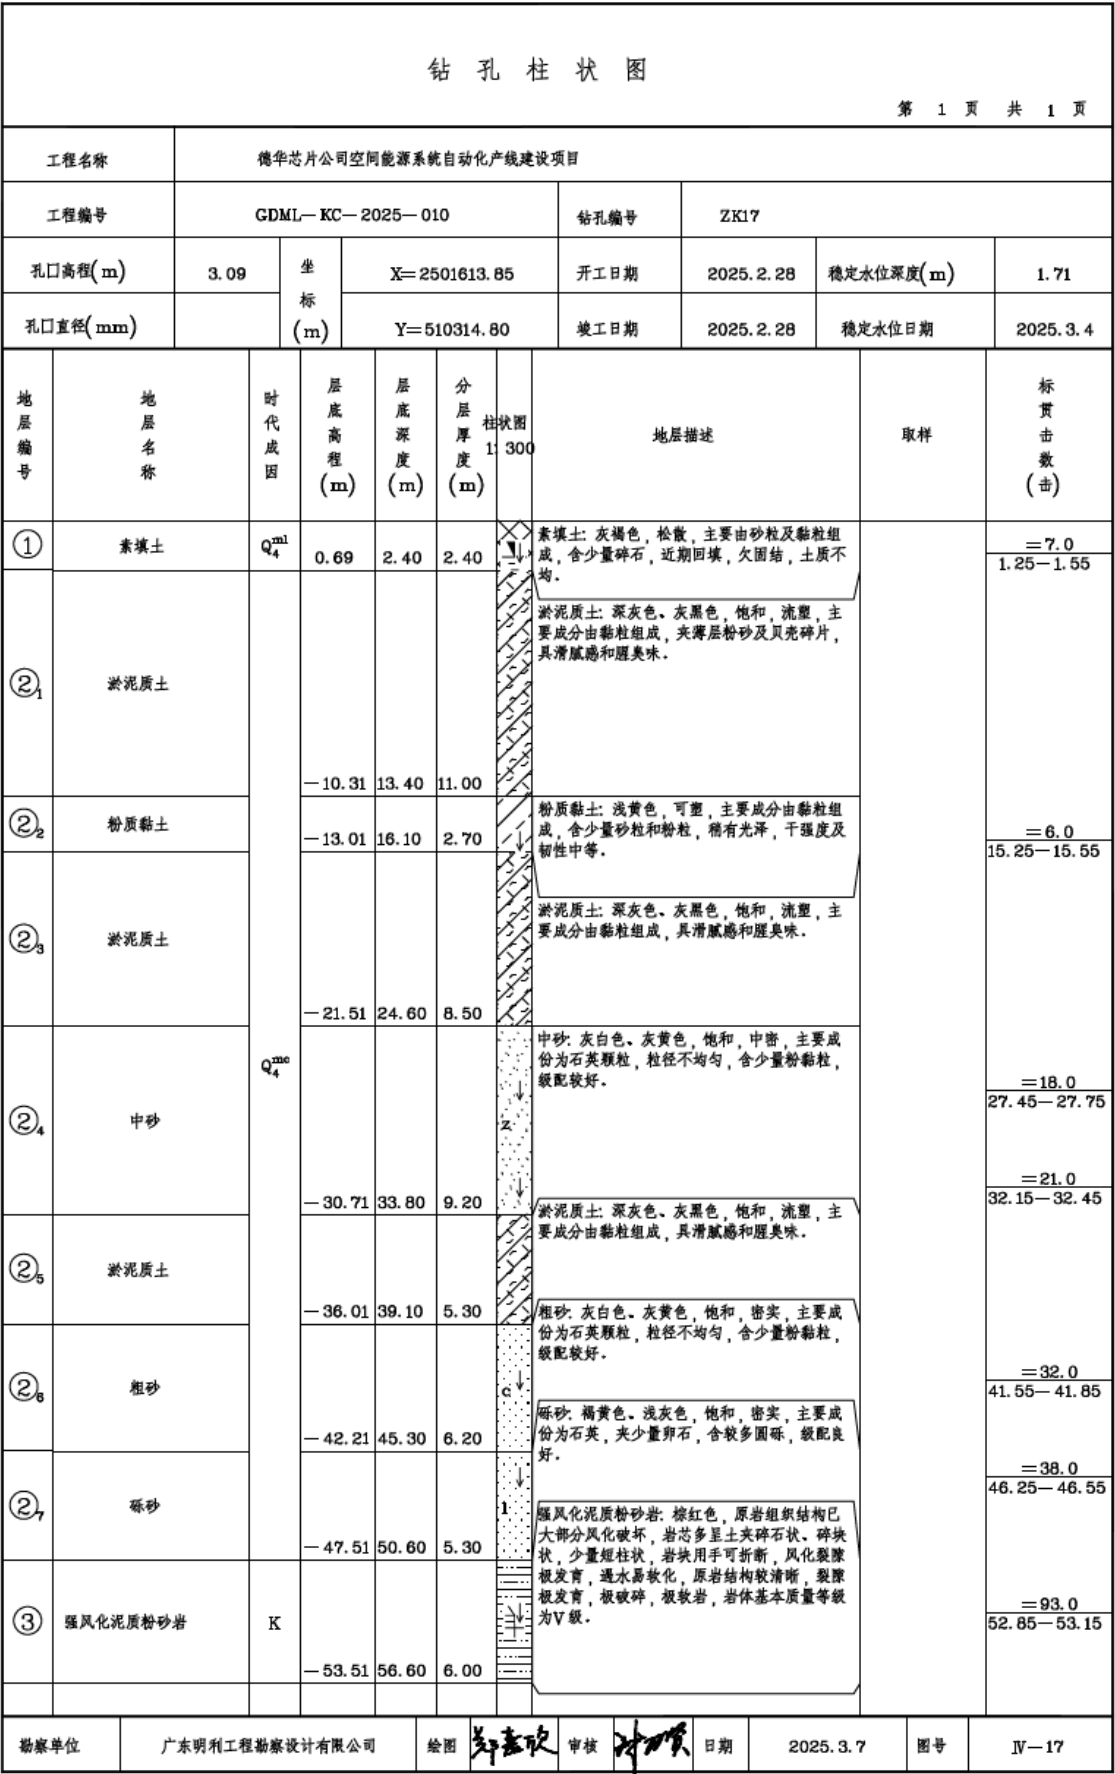 钻 孔 柱 状 图
第 1 页 共 1 页
工程名称 德华芯片公司空间能源系统自动化产线建设项目
工程编号 GDML—KC—2025—010 钻孔编号 ZK17
孔口高程(m) 3.09 坐标(m) X=2501613.85 开工日期 2025.2.28 稳定水位深度(m) 1.71
孔口直径(mm) Y=510314.80 竣工日期 2025.2.28 稳定水位日期 2025.3.4
地层编号 地层名称 时代成因 层底高程(m) 层底深度(m) 分层厚度(m) 柱状图 1:300 地层描述 取样 标贯击数(击)
① 素填土 Q4ml 0.69 2.40 2.40
素填土: 灰褐色, 松散, 主要由砂粒及黏粒组
成, 含少量碎石, 近期回填, 欠固结, 土质不
均.
=7.0
1.25—1.55
②1 淤泥质土 —10.31 13.40 11.00
淤泥质土: 深灰色、灰黑色, 饱和, 流塑, 主
要成分由黏粒组成, 夹薄层粉砂及贝壳碎片,
具滑腻感和腥臭味.
②2 粉质黏土 —13.01 16.10 2.70
粉质黏土: 浅黄色, 可塑, 主要成分由黏粒组
成, 含少量砂粒和粉粒, 稍有光泽, 干强度及
韧性中等.
=6.0
15.25—15.55
②3 淤泥质土 —21.51 24.60 8.50
淤泥质土: 深灰色、灰黑色, 饱和, 流塑, 主
要成分由黏粒组成, 具滑腻感和腥臭味.
Q4mc
②4 中砂 —30.71 33.80 9.20
z
中砂: 灰白色、灰黄色, 饱和, 中密, 主要成
份为石英颗粒, 粒径不均匀, 含少量粉黏粒,
级配较好.
=18.0
27.45—27.75
=21.0
32.15—32.45
②5 淤泥质土 —36.01 39.10 5.30
淤泥质土: 深灰色、灰黑色, 饱和, 流塑, 主
要成分由黏粒组成, 具滑腻感和腥臭味.
②6 粗砂 —42.21 45.30 6.20
c
粗砂: 灰白色、灰黄色, 饱和, 密实, 主要成
份为石英颗粒, 粒径不均匀, 含少量粉黏粒,
级配较好.
=32.0
41.55—41.85
②7 砾砂 —47.51 50.60 5.30
l
砾砂: 褐黄色、浅灰色, 饱和, 密实, 主要成
份为石英, 夹少量卵石, 含较多圆砾, 级配良
好.
=38.0
46.25—46.55
③ 强风化泥质粉砂岩 K —53.51 56.60 6.00
强风化泥质粉砂岩: 棕红色, 原岩组织结构已
大部分风化破坏, 岩芯多呈土夹碎石状、碎块
状, 少量短柱状, 岩块用手可折断, 风化裂隙
极发育, 遇水易软化, 原岩结构较清晰, 裂隙
极发育, 极破碎, 极软岩, 岩体基本质量等级
为V级.
=93.0
52.85—53.15
勘察单位 广东明利工程勘察设计有限公司 绘图 郑嘉欣 审核 日期 2025.3.7 图号 Ⅳ—17